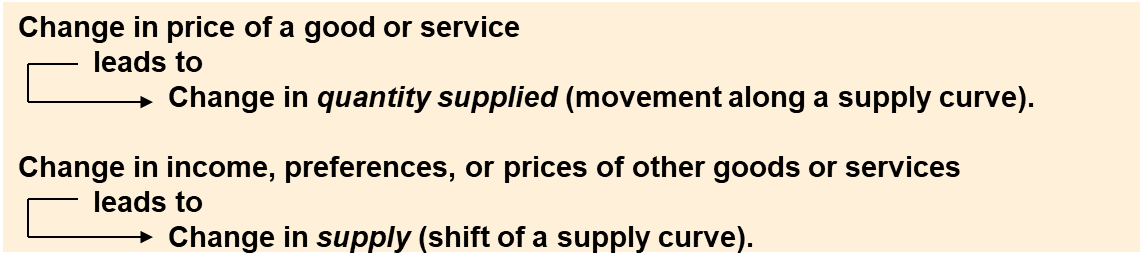 Change in price of a good or service
leads to
Change in quantity supplied (movement along a supply curve).
Change in income, preferences, or prices of other goods or services
leads to
Change in supply (shift of a supply curve).